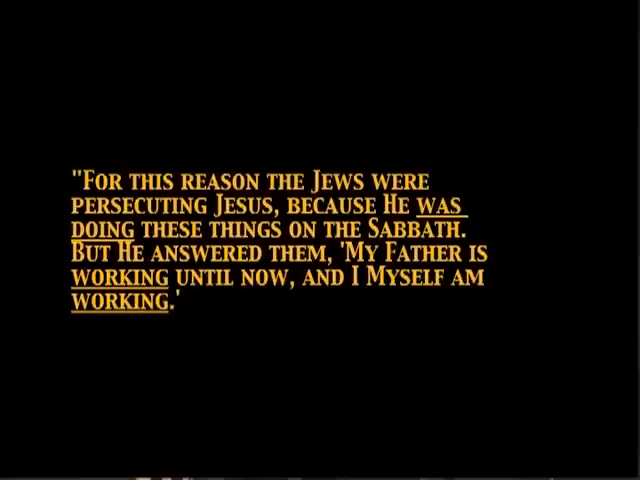 "For this reason the Jews were
persecuting Jesus, because He was
doing these things on the Sabbath.
But He answered them, 'My Father is
working until now, and I Myself am
working.'